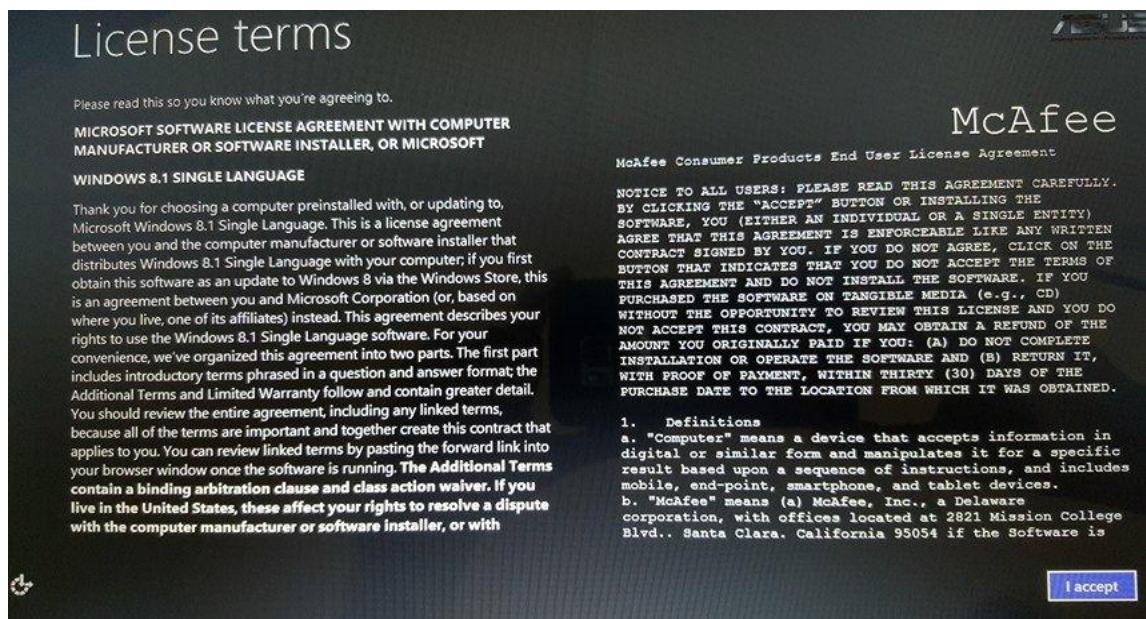 License terms
ASUS
Please read this so you know what you're agreeing to.
MICROSOFT SOFTWARE LICENSE AGREEMENT WITH COMPUTER
MANUFACTURER OR SOFTWARE INSTALLER, OR MICROSOFT
WINDOWS 8.1 SINGLE LANGUAGE
Thank you for choosing a computer preinstalled with, or updating to,
Microsoft Windows 8.1 Single Language. This is a license agreement
between you and the computer manufacturer or software installer that
distributes Windows 8.1 Single Language with your computer; if you first
obtain this software as an update to Windows 8 via the Windows Store, this
is an agreement between you and Microsoft Corporation (or, based on
where you live, one of its affiliates) instead. This agreement describes your
rights to use the Windows 8.1 Single Language software. For your
convenience, we've organized this agreement into two parts. The first part
includes introductory terms phrased in a question and answer format; the
Additional Terms and Limited Warranty follow and contain greater detail.
You should review the entire agreement, including any linked terms,
because all of the terms are important and together create this contract that
applies to you. You can review linked terms by pasting the forward link into
your browser window once the software is running. The Additional Terms
contain a binding arbitration clause and class action waiver. If you
live in the United States, these affect your rights to resolve a dispute
with the computer manufacturer or software installer, or with
McAfee
McAfee Consumer Products End User License Agreement
NOTICE TO ALL USERS: PLEASE READ THIS AGREEMENT CAREFULLY.
BY CLICKING THE "ACCEPT" BUTTON OR INSTALLING THE
SOFTWARE, YOU (EITHER AN INDIVIDUAL OR A SINGLE ENTITY)
AGREE THAT THIS AGREEMENT IS ENFORCEABLE LIKE ANY WRITTEN
CONTRACT SIGNED BY YOU. IF YOU DO NOT AGREE, CLICK ON THE
BUTTON THAT INDICATES THAT YOU DO NOT ACCEPT THE TERMS OF
THIS AGREEMENT AND DO NOT INSTALL THE SOFTWARE. IF YOU
PURCHASED THE SOFTWARE ON TANGIBLE MEDIA (e.g., CD)
WITHOUT THE OPPORTUNITY TO REVIEW THIS LICENSE AND YOU DO
NOT ACCEPT THIS CONTRACT, YOU MAY OBTAIN A REFUND OF THE
AMOUNT YOU ORIGINALLY PAID IF YOU: (A) DO NOT COMPLETE
INSTALLATION OR OPERATE THE SOFTWARE AND (B) RETURN IT,
WITH PROOF OF PAYMENT, WITHIN THIRTY (30) DAYS OF THE
PURCHASE DATE TO THE LOCATION FROM WHICH IT WAS OBTAINED.
1. Definitions
a. "Computer" means a device that accepts information in
digital or similar form and manipulates it for a specific
result based upon a sequence of instructions, and includes
mobile, end-point, smartphone, and tablet devices.
b. "McAfee" means (a) McAfee, Inc., a Delaware
corporation, with offices located at 2821 Mission College
Blvd., Santa Clara, California 95054 if the Software is
I accept